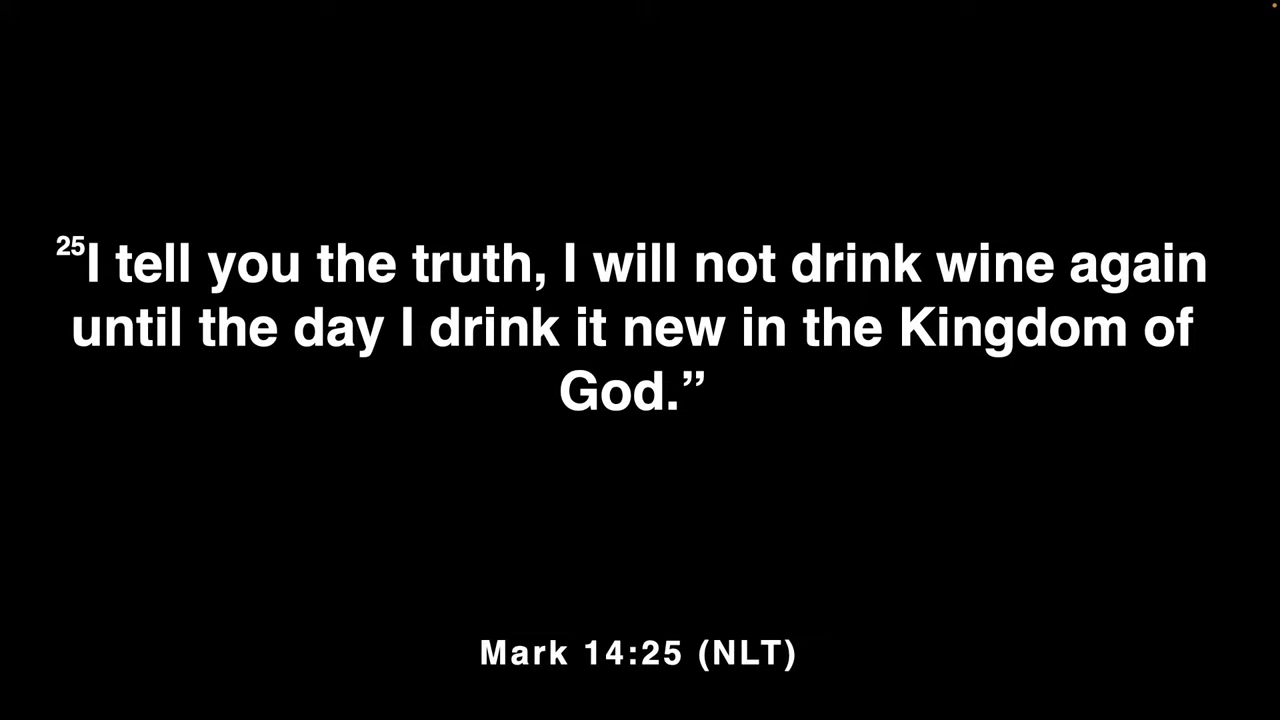 25I tell you the truth, I will not drink wine again
until the day I drink it new in the Kingdom of
God.”
Mark 14:25 (NLT)